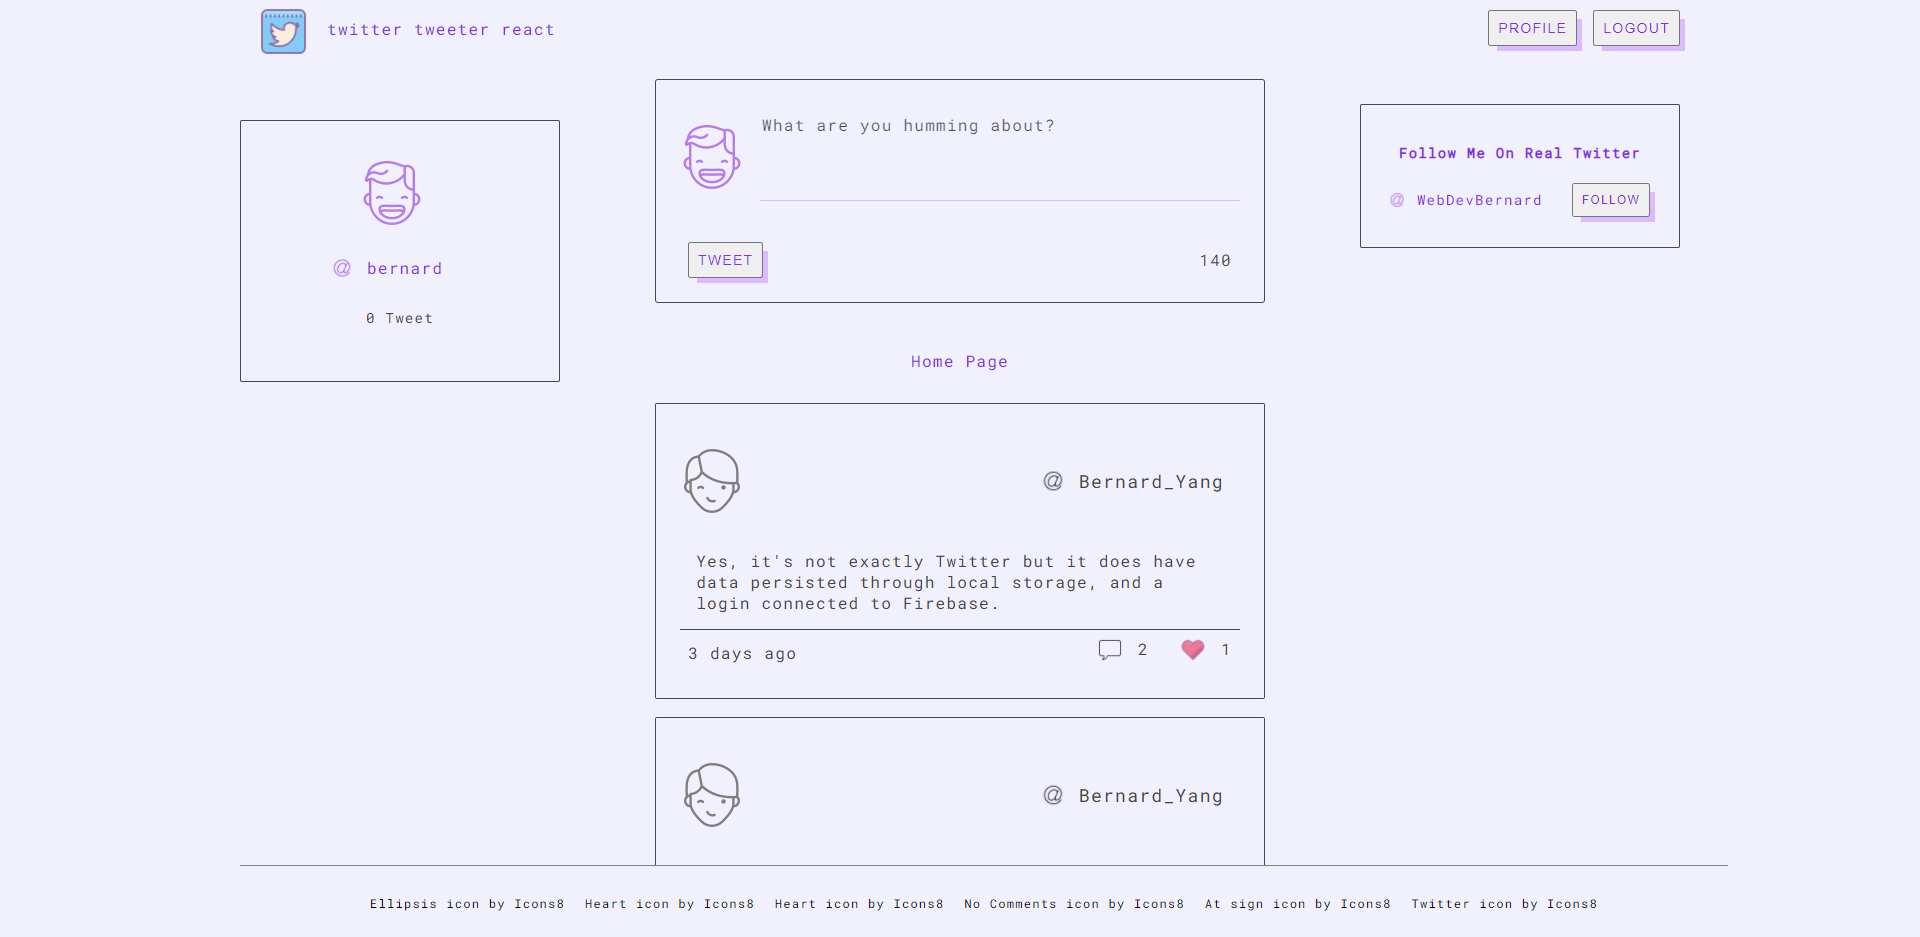 twitter tweeter react
PROFILE
LOGOUT
@ bernard
0 Tweet
What are you humming about?
TWEET
140
Follow Me On Real Twitter
@ WebDevBernard
FOLLOW
Home Page
@ Bernard_Yang
Yes, it's not exactly Twitter but it does have
data persisted through local storage, and a
login connected to Firebase.
3 days ago
2
1
@ Bernard_Yang
Ellipsis icon by Icons8
Heart icon by Icons8
Heart icon by Icons8
No Comments icon by Icons8
At sign icon by Icons8
Twitter icon by Icons8